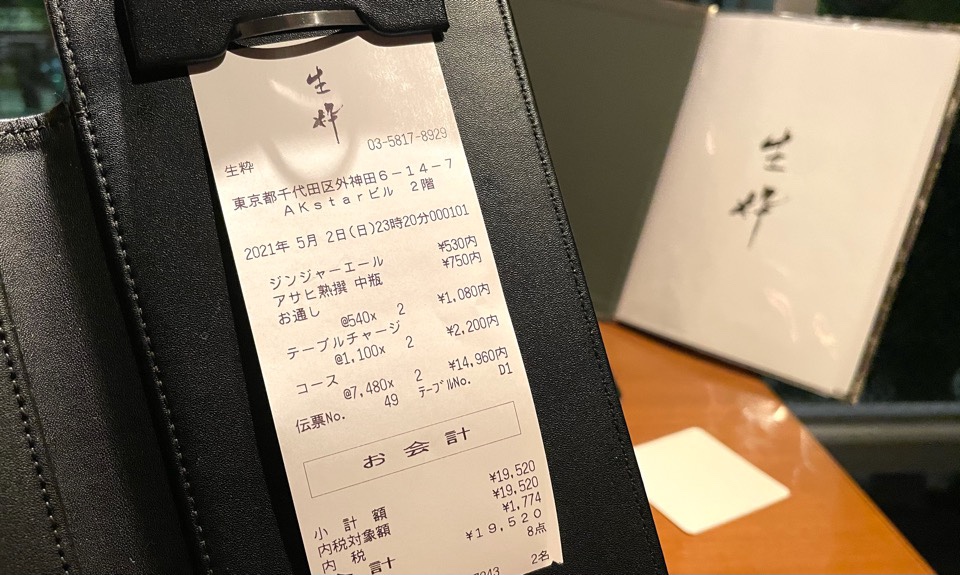 生
粋
03-5817-8929
生粋
東京都千代田区外神田6-14-7
AKstarビル 2階
2021年 5月 2日(日)23時20分000101
ジンジャーエール ¥530内
アサヒ熟撰 中瓶 ¥750内
お通し
@540x 2 ¥1,080内
テーブルチャージ
@1,100x 2 ¥2,200内
コース
@7,480x 2 ¥14,960内
伝票No. 49 テーブルNo. D1
お会計
小計額 ¥19,520
内税対象額 ¥19,520
内税 ¥1,774
計 ¥19,520
8点
2名
生
粋